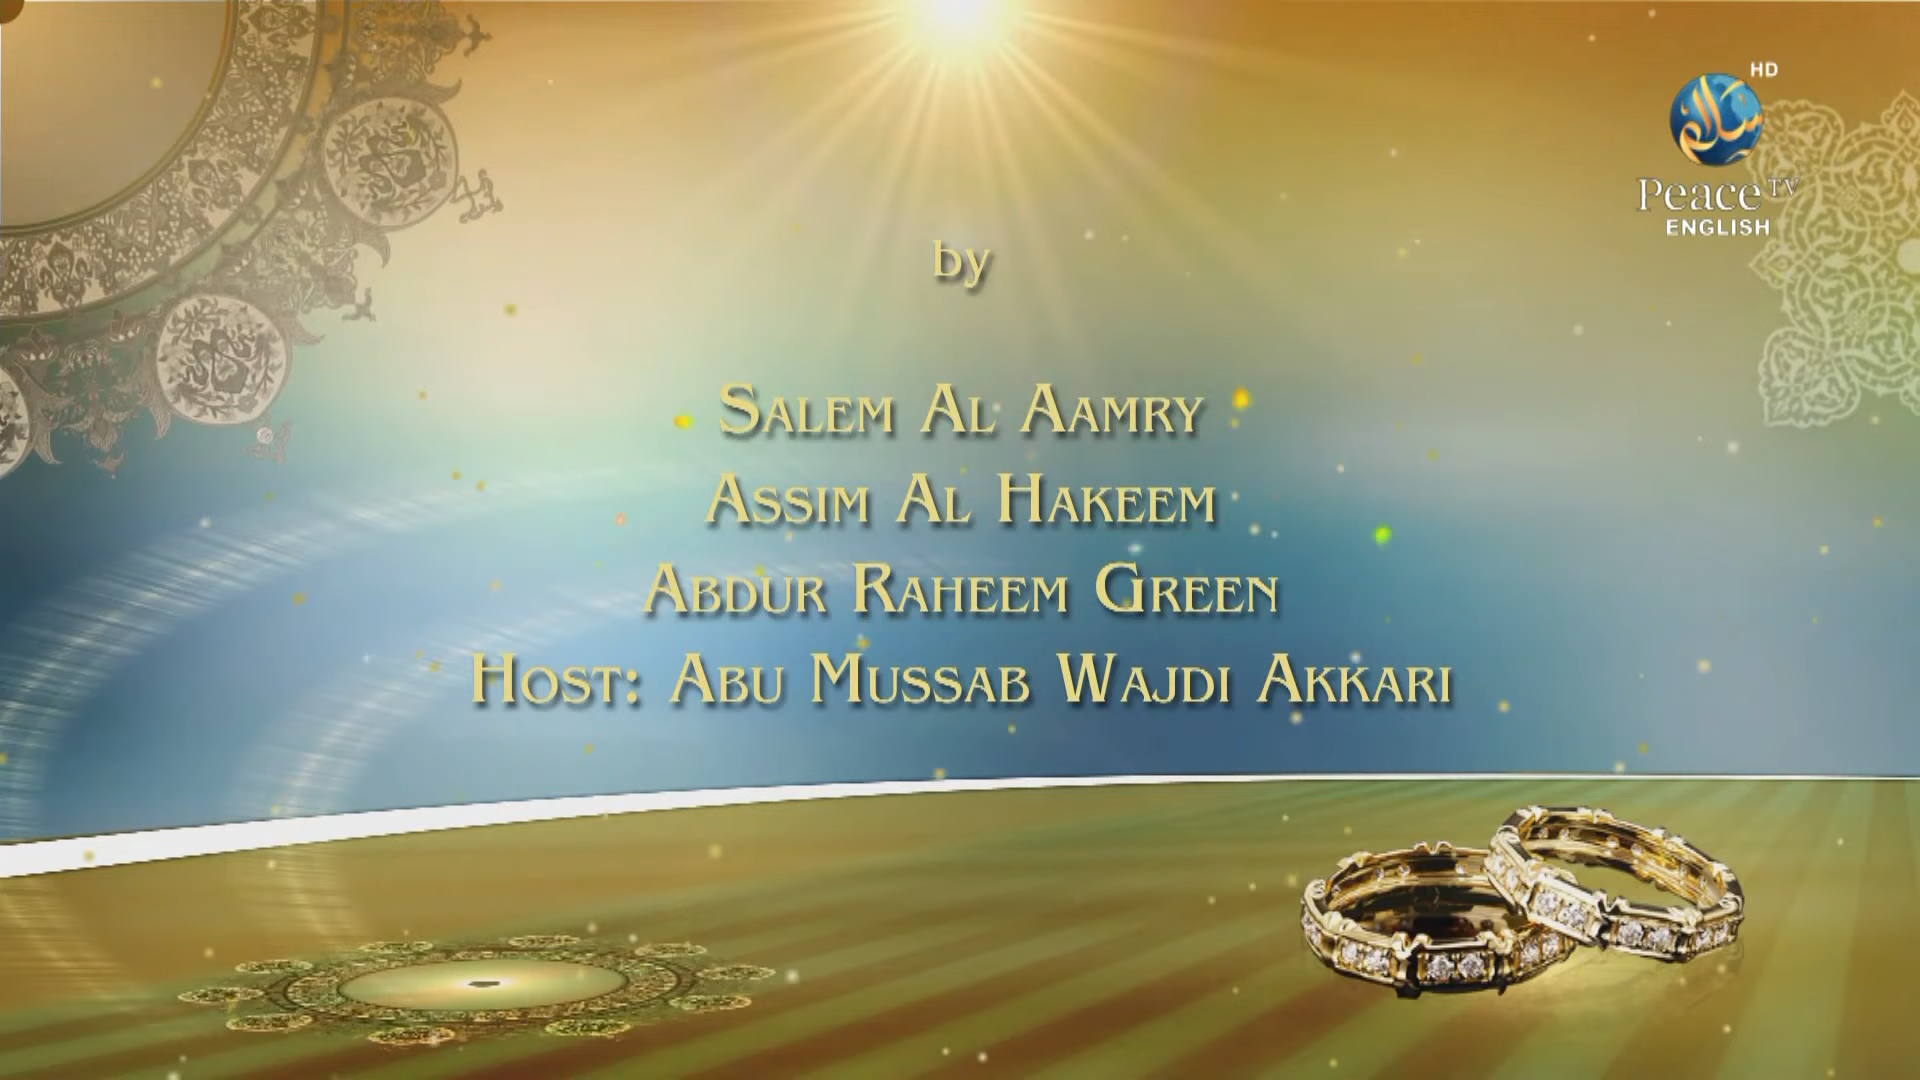 HD
سلام
Peace TV
ENGLISH
by
Salem Al Aamry
Assim Al Hakeem
Abdur Raheem Green
Host: Abu Mussab Wajdi Akkari